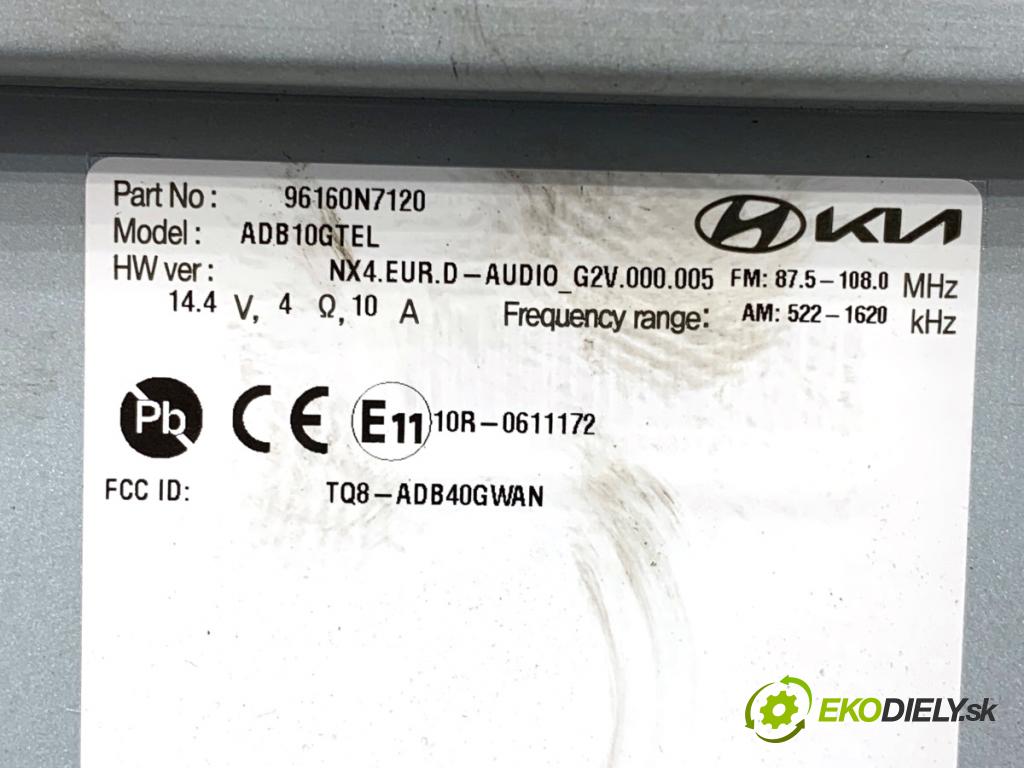 Part No : 96160N7120
Model : ADB10GTEL
KIA
HW ver : NX4.EUR.D-AUDIO_G2V.000.005 FM: 87.5-108.0 MHz
14.4 V, 4 Ω, 10 A Frequency range: AM: 522-1620 kHz
Pb CE E11 10R-0611172
FCC ID: TQ8-ADB40GWAN
EKODIELY.sk